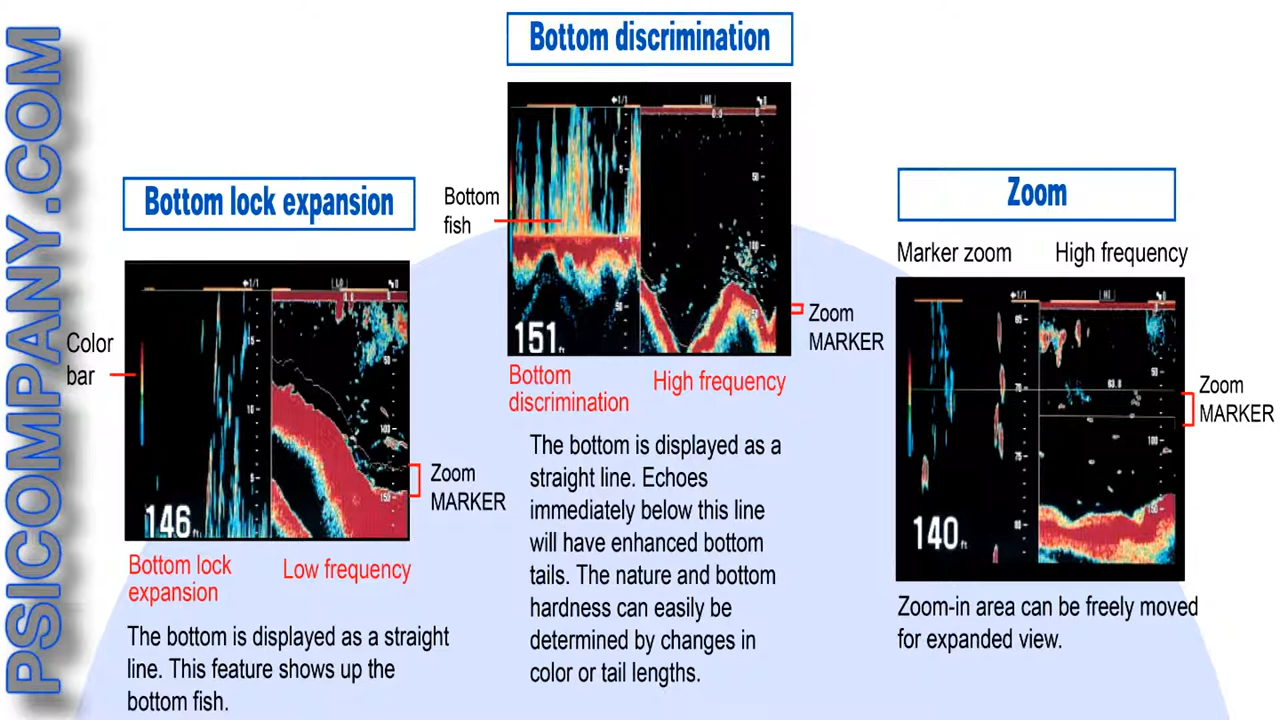 PSICOMPANY.COM
Bottom lock expansion
Color
bar
146 ft
Zoom
MARKER
Bottom lock
expansion
Low frequency
The bottom is displayed as a straight
line. This feature shows up the
bottom fish.
Bottom discrimination
Bottom
fish
151 ft
Zoom
MARKER
Bottom
discrimination
High frequency
The bottom is displayed as a
straight line. Echoes
immediately below this line
will have enhanced bottom
tails. The nature and bottom
hardness can easily be
determined by changes in
color or tail lengths.
Zoom
Marker zoom
High frequency
140 ft
Zoom
MARKER
Zoom-in area can be freely moved
for expanded view.